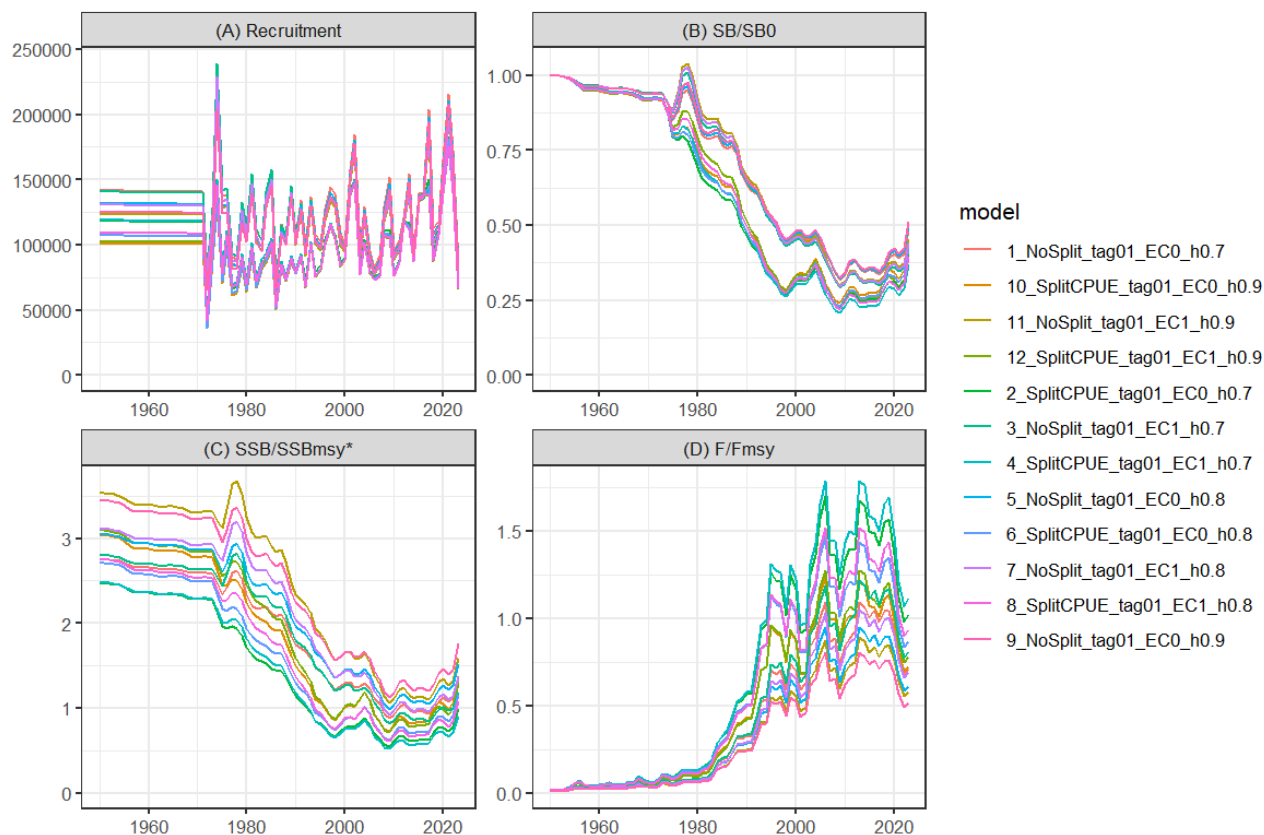 (A) Recruitment
250000
200000
150000
100000
50000
0
1960 1980 2000 2020
(B) SB/SB0
1.00
0.75
0.50
0.25
0.00
1960 1980 2000 2020
(C) SSB/SSBmsy*
3
2
1
0
1960 1980 2000 2020
(D) F/Fmsy
1.5
1.0
0.5
0.0
1960 1980 2000 2020
model
1_NoSplit_tag01_EC0_h0.7
10_SplitCPUE_tag01_EC0_h0.9
11_NoSplit_tag01_EC1_h0.9
12_SplitCPUE_tag01_EC1_h0.9
2_SplitCPUE_tag01_EC0_h0.7
3_NoSplit_tag01_EC1_h0.7
4_SplitCPUE_tag01_EC1_h0.7
5_NoSplit_tag01_EC0_h0.8
6_SplitCPUE_tag01_EC0_h0.8
7_NoSplit_tag01_EC1_h0.8
8_SplitCPUE_tag01_EC1_h0.8
9_NoSplit_tag01_EC0_h0.9